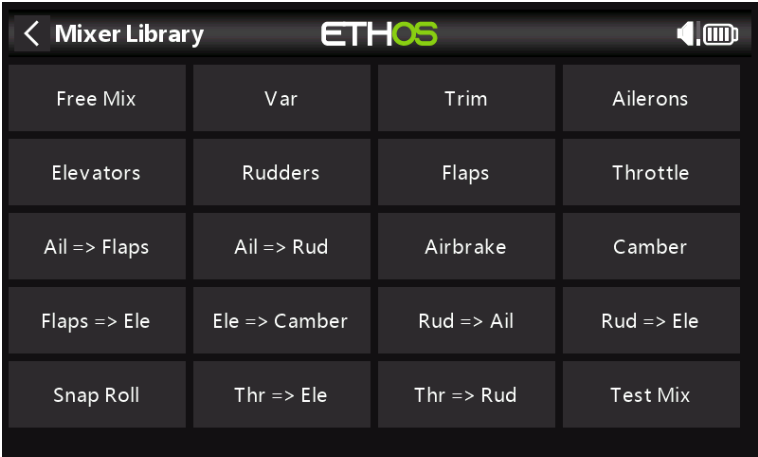 Mixer Library
ETHOS
Free Mix
Var
Trim
Ailerons
Elevators
Rudders
Flaps
Throttle
Ail => Flaps
Ail => Rud
Airbrake
Camber
Flaps => Ele
Ele => Camber
Rud => Ail
Rud => Ele
Snap Roll
Thr => Ele
Thr => Rud
Test Mix